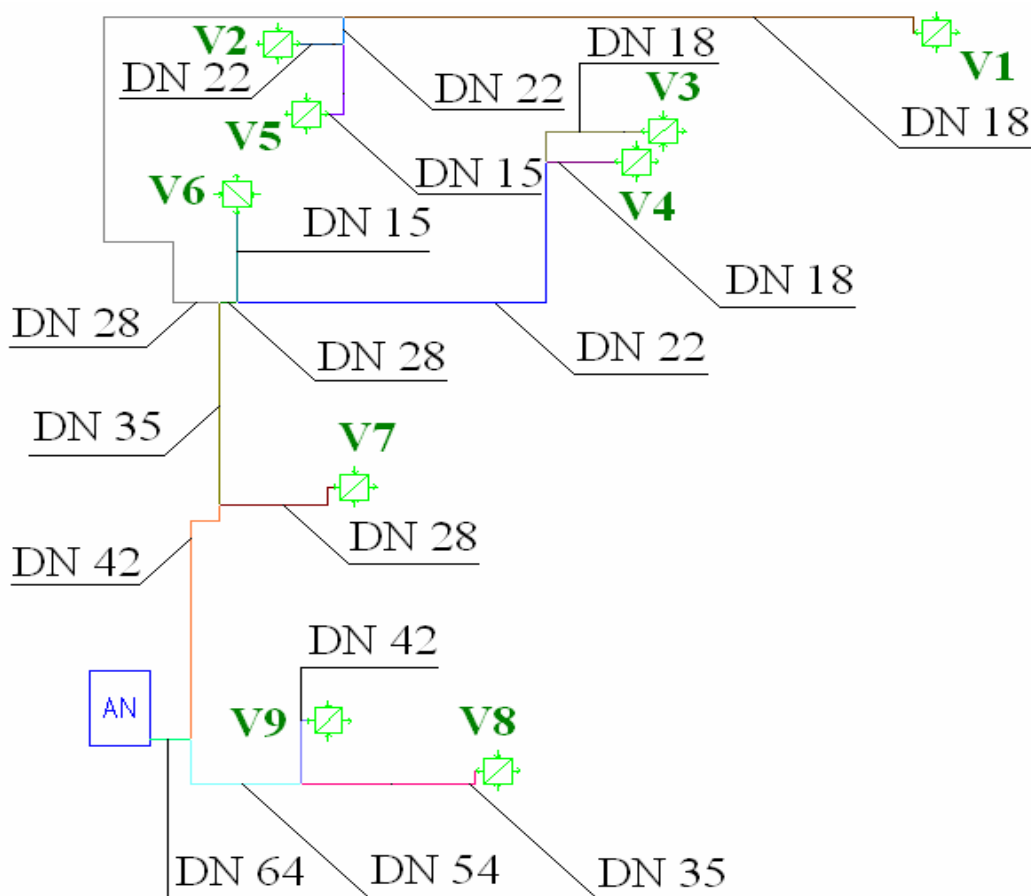 V2
DN 18
V1
DN 22
DN 22
V3
DN 18
V5
V6
DN 15
V4
DN 15
DN 18
DN 28
DN 28
DN 22
DN 35
V7
DN 42
DN 28
DN 42
AN
V9
V8
DN 64
DN 54
DN 35